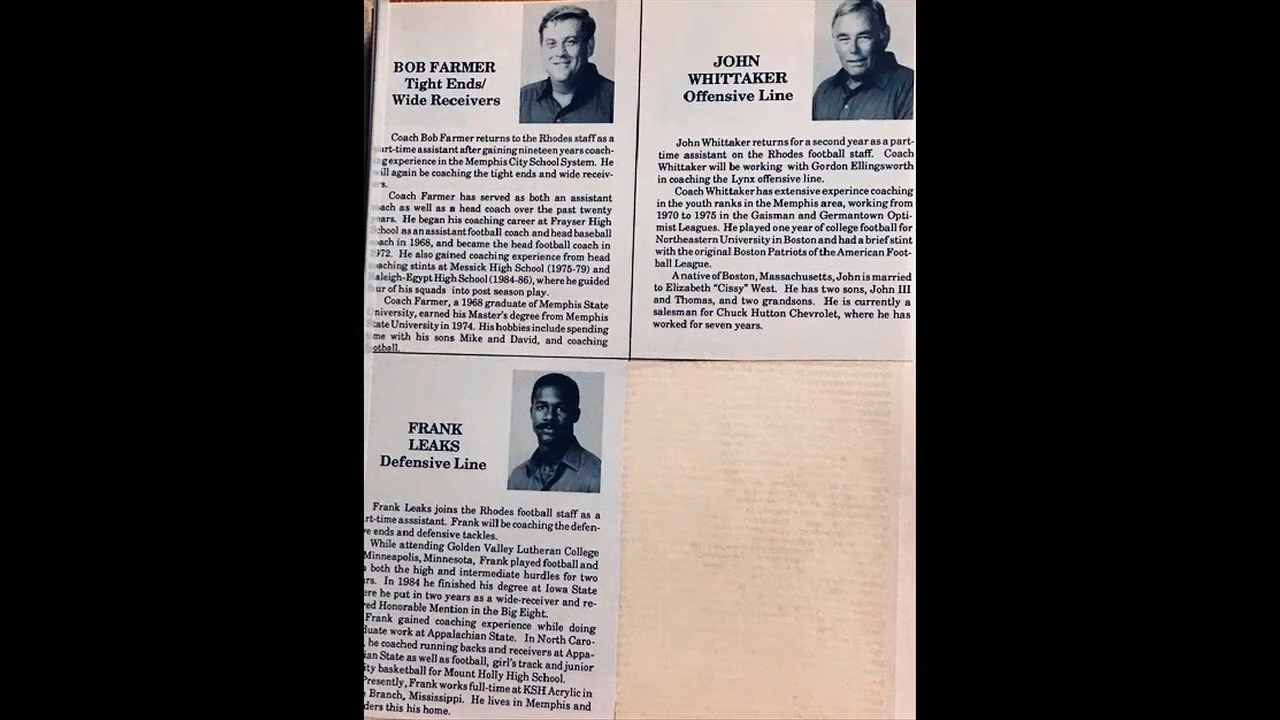 BOB FARMER
Tight Ends/
Wide Receivers
Coach Bob Farmer returns to the Rhodes staff as a
urt-time assistant after gaining nineteen years coach-
g experience in the Memphis City School System. He
ill again be coaching the tight ends and wide receiv-
s.
Coach Farmer has served as both an assistant
ach as well as a head coach over the past twenty
ars. He began his coaching career at Frayser High
chool as an assistant football coach and head baseball
ach in 1968, and became the head football coach in
972. He also gained coaching experience from head
aching stints at Messick High School (1975-79) and
aleigh-Egypt High School (1984-86), where he guided
ur of his squads into post season play.
Coach Farmer, a 1968 graduate of Memphis State
University, earned his Master's degree from Memphis
State University in 1974. His hobbies include spending
me with his sons Mike and David, and coaching
otball.
JOHN
WHITTAKER
Offensive Line
John Whittaker returns for a second year as a part-
time assistant on the Rhodes football staff. Coach
Whittaker will be working with Gordon Ellingsworth
in coaching the Lynx offensive line.
Coach Whittaker has extensive experince coaching
in the youth ranks in the Memphis area, working from
1970 to 1975 in the Gaisman and Germantown Opti-
mist Leagues. He played one year of college football for
Northeastern University in Boston and had a brief stint
with the original Boston Patriots of the American Foot-
ball League.
A native of Boston, Massachusetts, John is married
to Elizabeth "Cissy" West. He has two sons, John III
and Thomas, and two grandsons. He is currently a
salesman for Chuck Hutton Chevrolet, where he has
worked for seven years.
FRANK
LEAKS
Defensive Line
Frank Leaks joins the Rhodes football staff as a
rt-time asssistant. Frank will be coaching the defen-
e ends and defensive tackles.
While attending Golden Valley Lutheran College
Minneapolis, Minnesota, Frank played football and
both the high and intermediate hurdles for two
rs. In 1984 he finished his degree at Iowa State
ere he put in two years as a wide-receiver and re-
ed Honorable Mention in the Big Eight.
Frank gained coaching experience while doing
duate work at Appalachian State. In North Caro-
, he coached running backs and receivers at Appa-
ian State as well as football, girl's track and junior
ity basketball for Mount Holly High School.
Presently, Frank works full-time at KSH Acrylic in
Branch, Mississippi. He lives in Memphis and
ders this his home.